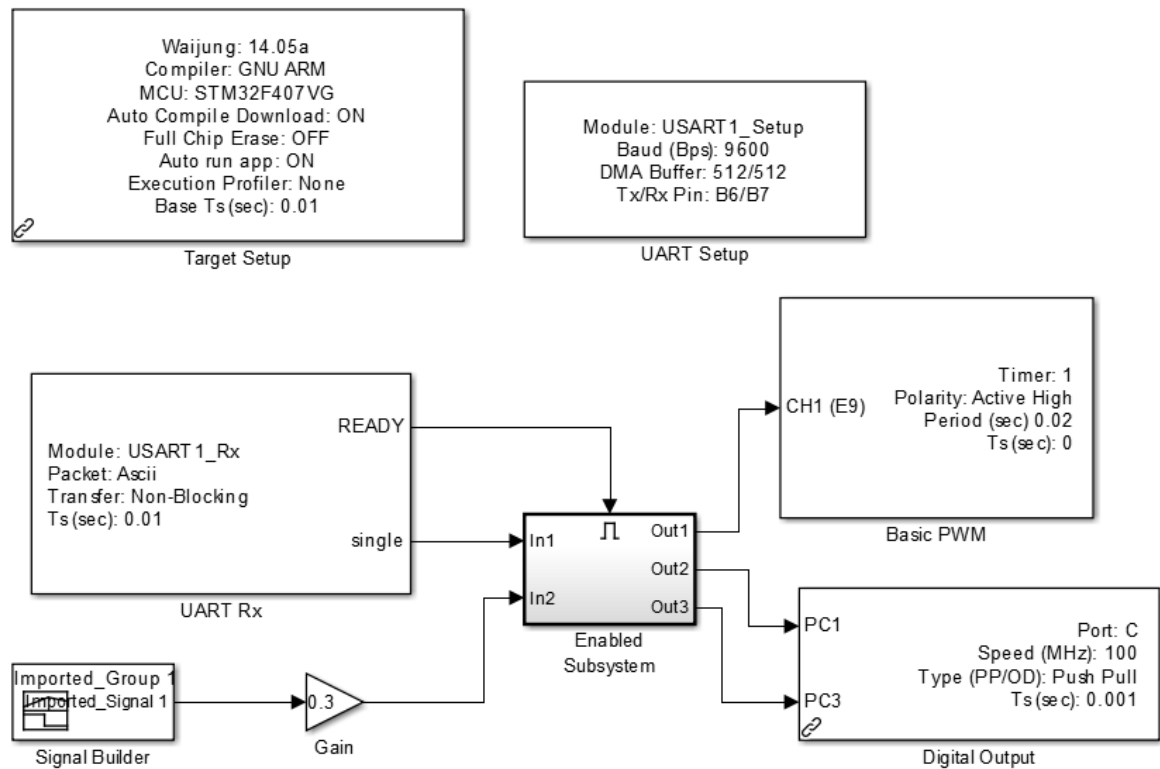 Waijung: 14.05a
Compiler: GNU ARM
MCU: STM32F407VG
Auto Compile Download: ON
Full Chip Erase: OFF
Auto run app: ON
Execution Profiler: None
Base Ts(sec): 0.01
Target Setup
Module: USART1_Setup
Baud (Bps): 9600
DMA Buffer: 512/512
Tx/Rx Pin: B6/B7
UART Setup
READY
Module: USART1_Rx
Packet: Ascii
Transfer: Non-Blocking
Ts(sec): 0.01
single
UART Rx
Imported_Group 1
Imported_Signal 1
Signal Builder
0.3
Gain
In1
In2
Out1
Out2
Out3
Enabled
Subsystem
CH1 (E9)
Timer: 1
Polarity: Active High
Period (sec) 0.02
Ts(sec): 0
Basic PWM
PC1
PC3
Port: C
Speed (MHz): 100
Type (PP/OD): Push Pull
Ts(sec): 0.001
Digital Output